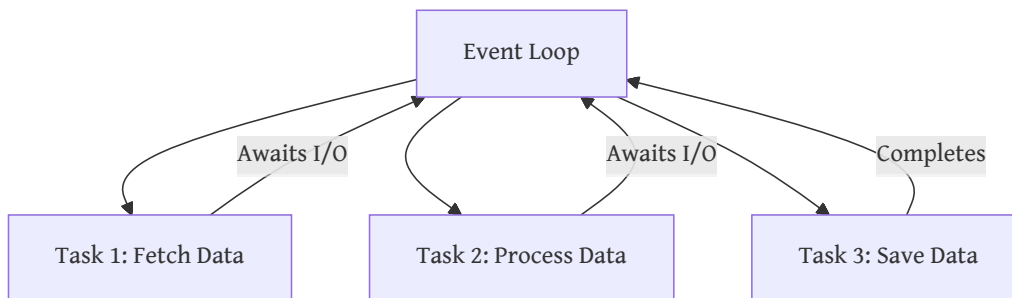 Event Loop
Awaits I/O
Awaits I/O
Completes
Task 1: Fetch Data
Task 2: Process Data
Task 3: Save Data